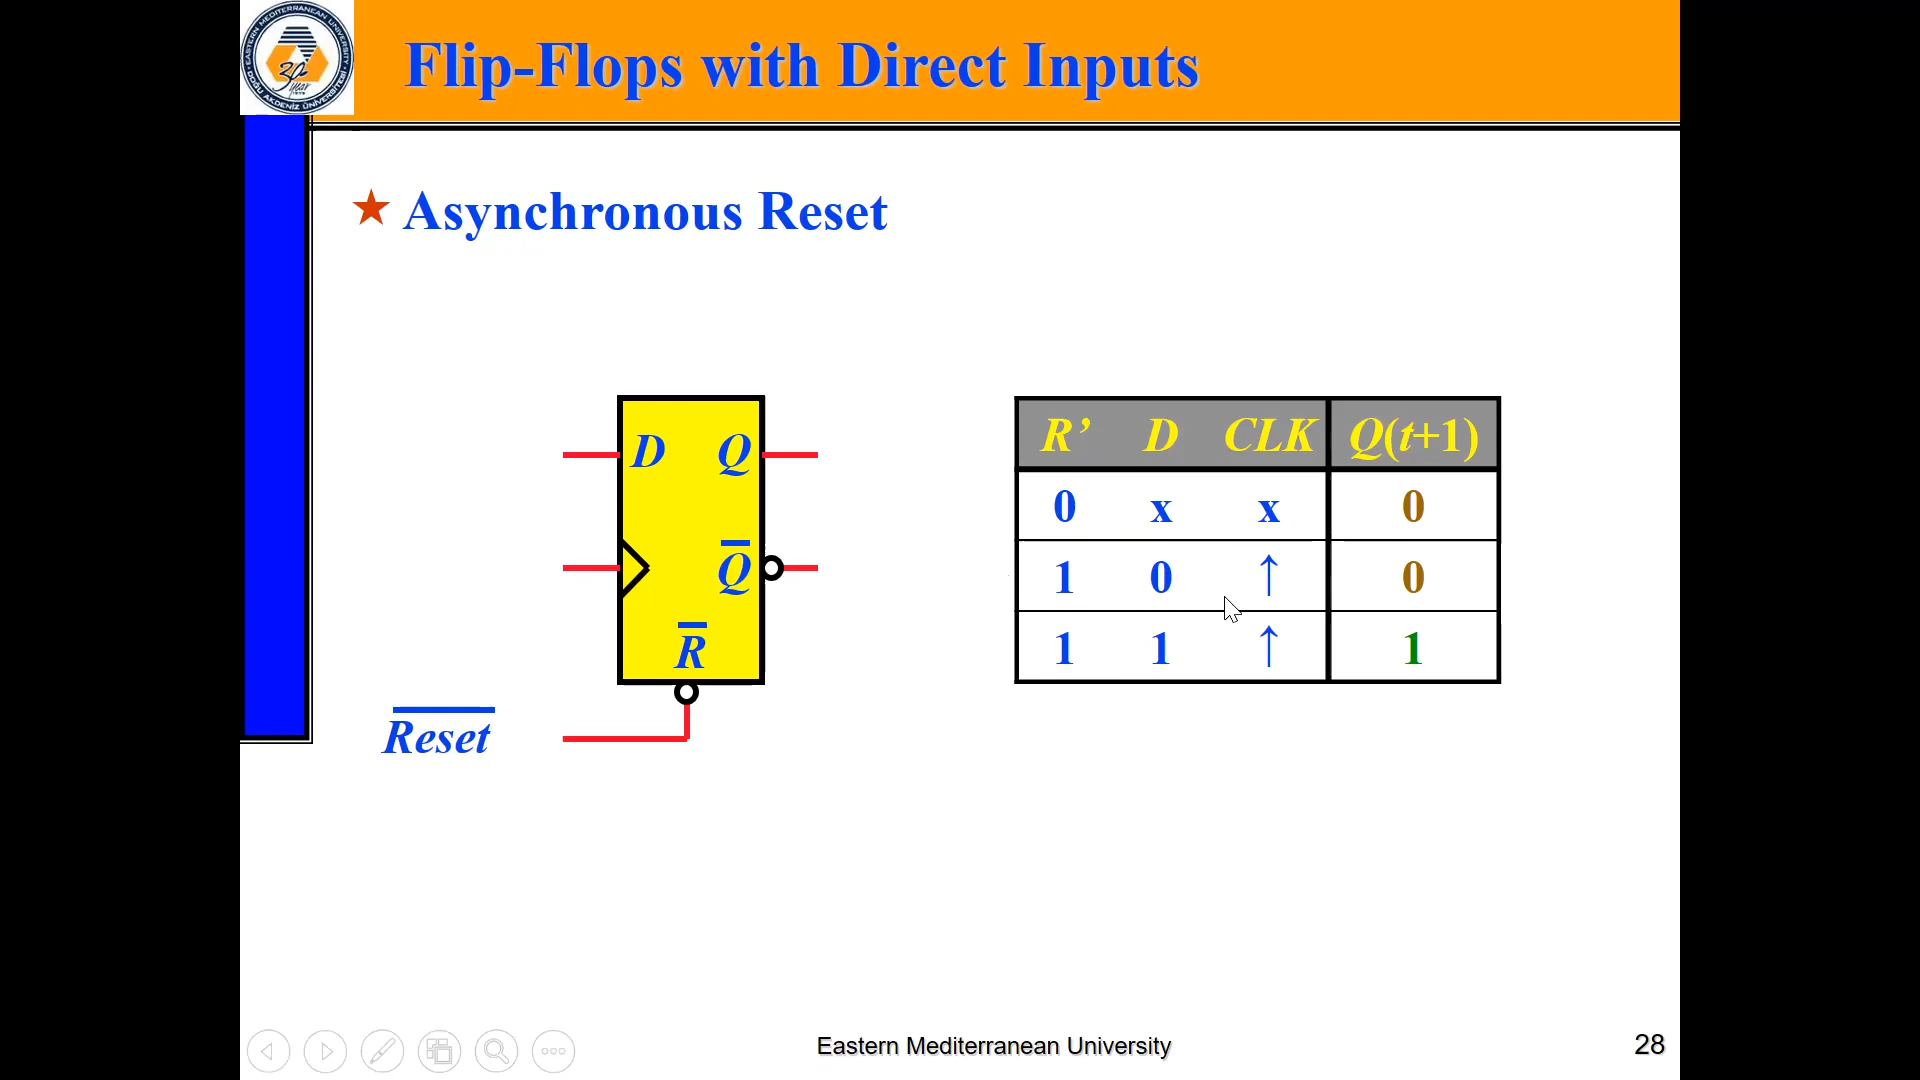 Flip-Flops with Direct Inputs
★ Asynchronous Reset
D Q
Q̅
R̅
R̅e̅s̅e̅t̅
R’ D CLK Q(t+1)
0 x x 0
1 0 ↑ 0
1 1 ↑ 1
Eastern Mediterranean University
28